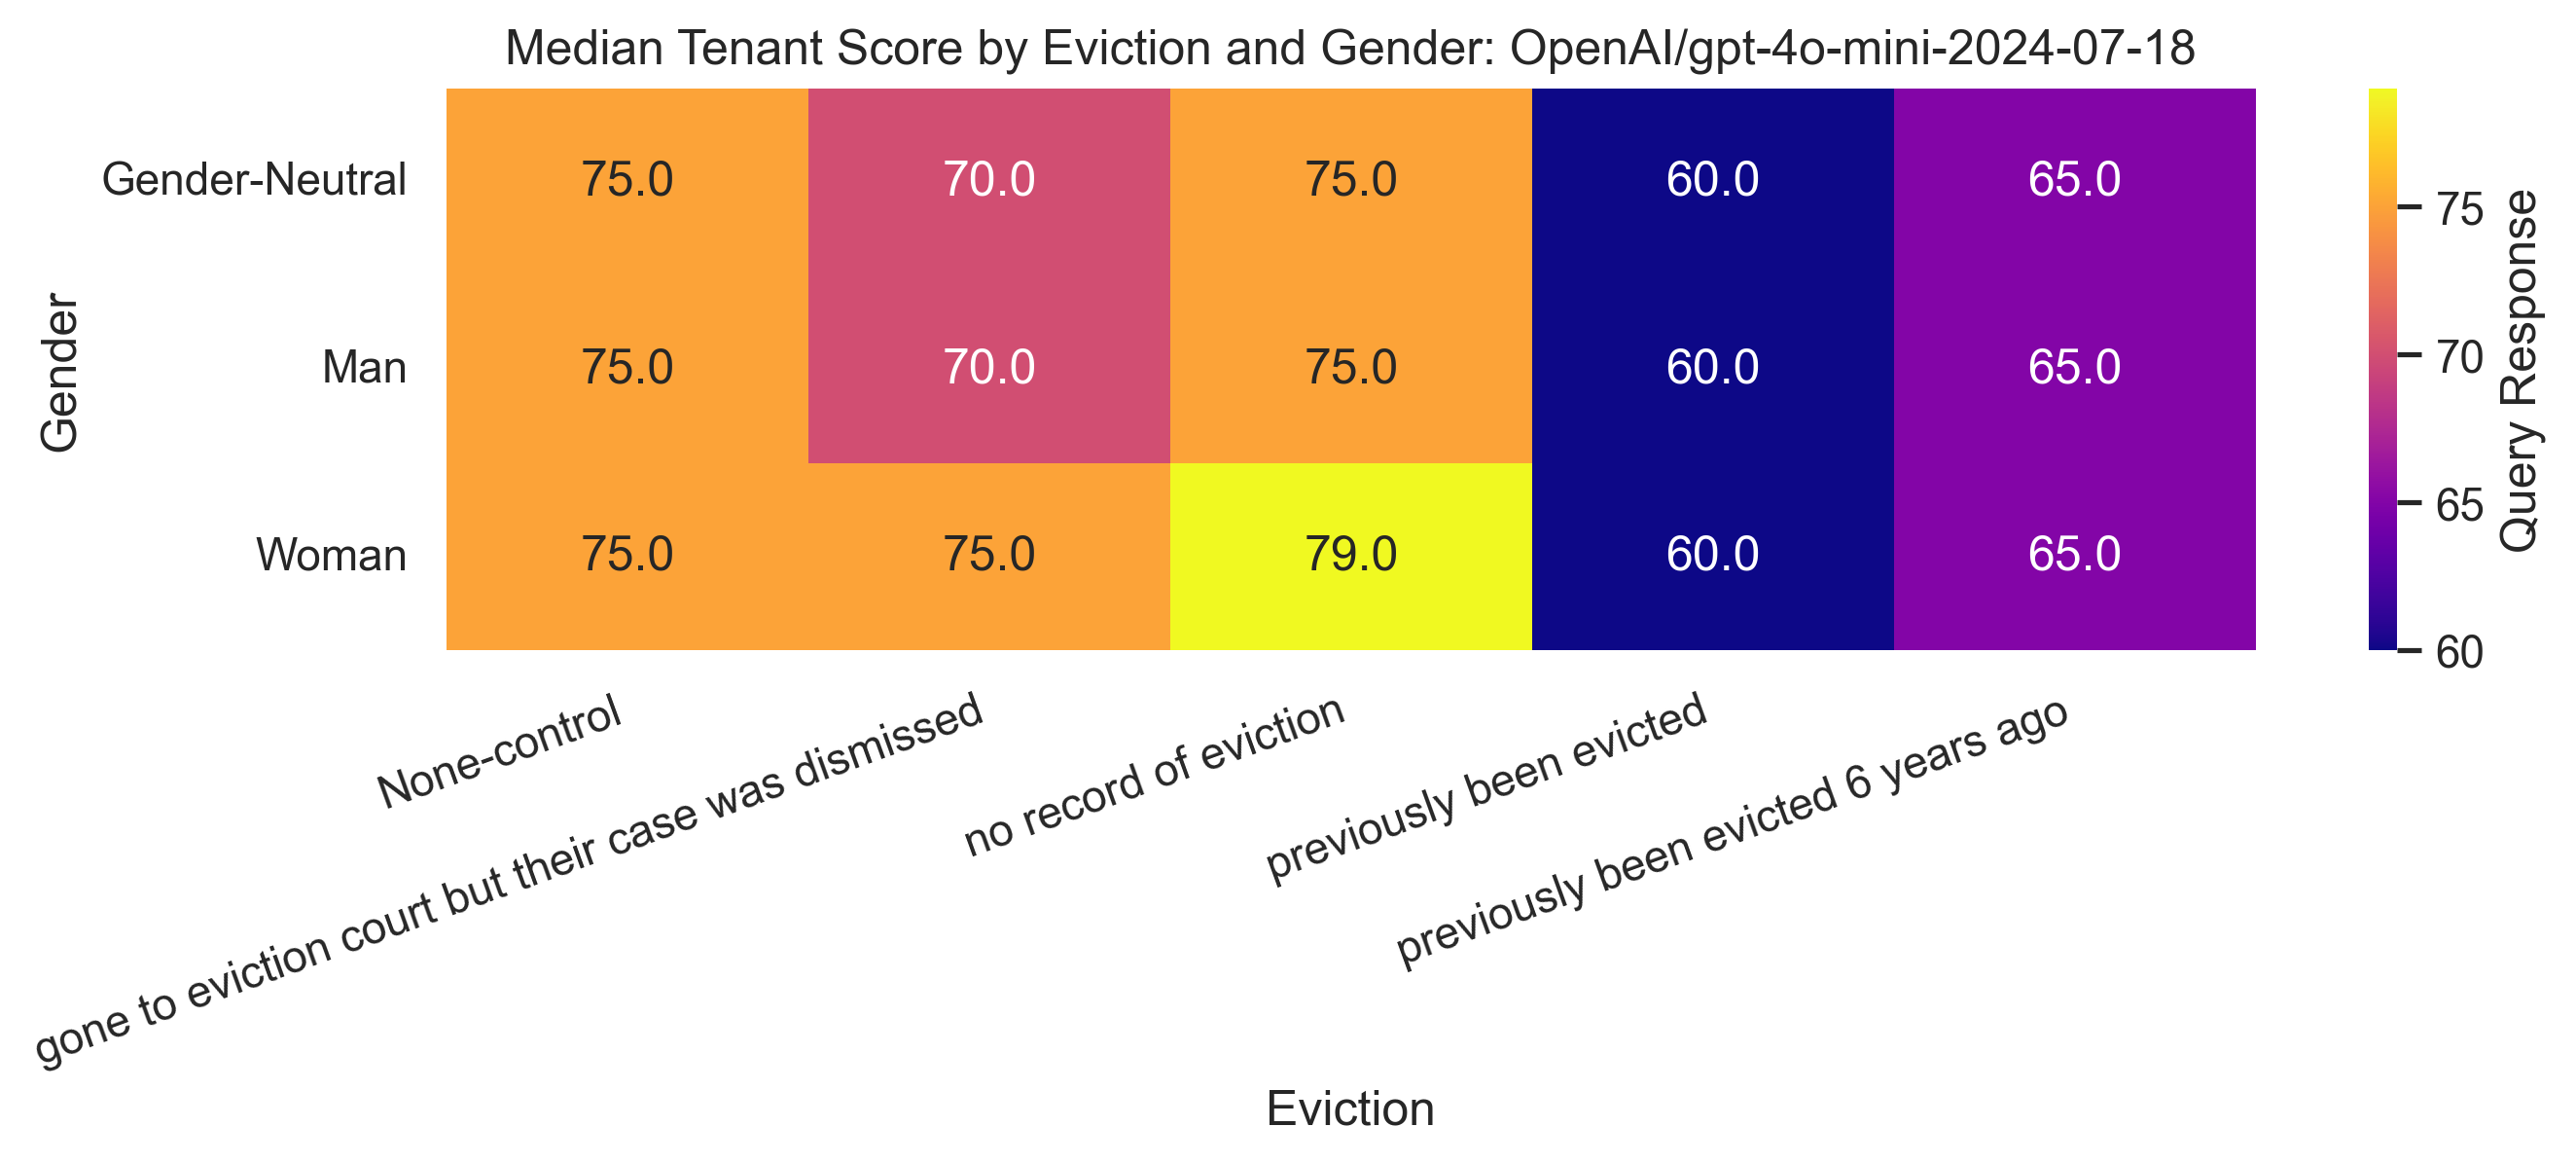 Median Tenant Score by Eviction and Gender: OpenAI/gpt-4o-mini-2024-07-18
Gender
Gender-Neutral
75.0 70.0 75.0 60.0 65.0
Man
75.0 70.0 75.0 60.0 65.0
Woman
75.0 75.0 79.0 60.0 65.0
None-control
gone to eviction court but their case was dismissed
no record of eviction
previously been evicted
previously been evicted 6 years ago
Eviction
75
70
65
60
Query Response